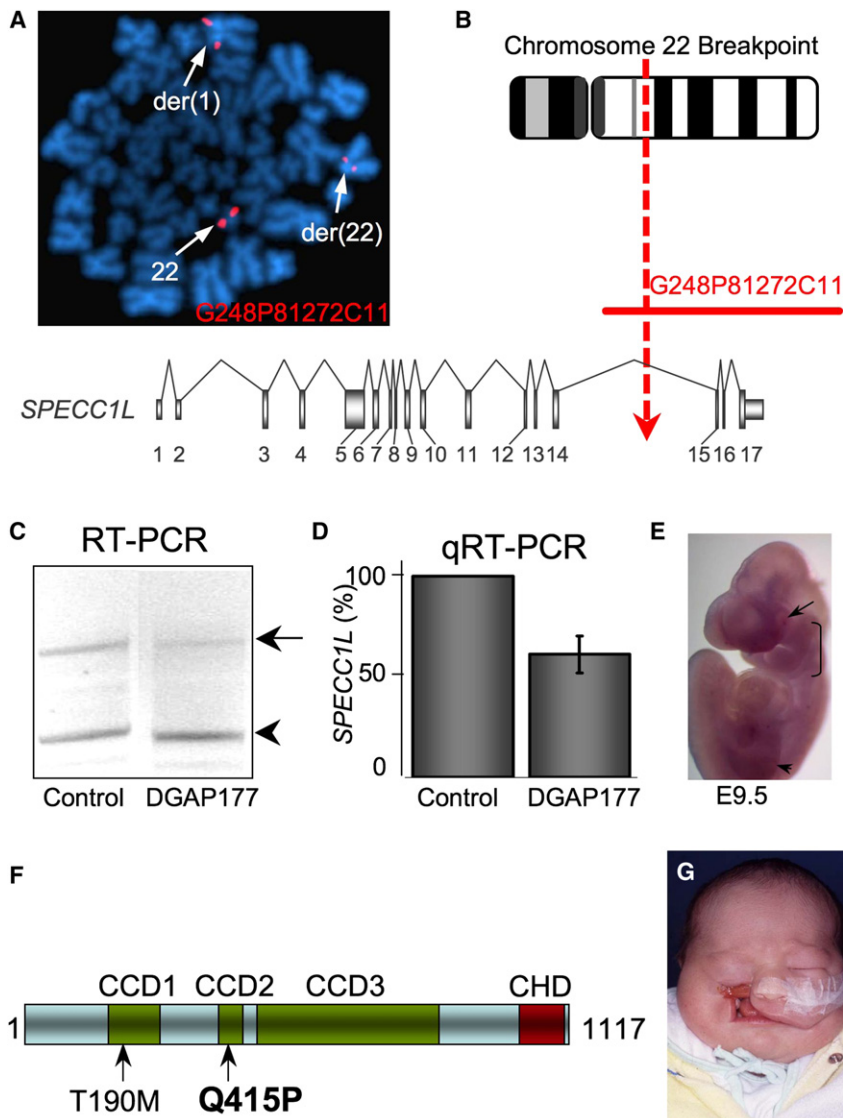 A
der(1)
der(22)
22
G248P81272C11
B
Chromosome 22 Breakpoint
G248P81272C11
SPECC1L
1 2 3 4 5 6 7 8 9 10 11 12 13 14 15 16 17
C
RT-PCR
Control DGAP177
D
qRT-PCR
SPECC1L (%)
100
50
0
Control DGAP177
E
E9.5
F
CCD1 CCD2 CCD3 CHD
1 1117
T190M Q415P
G